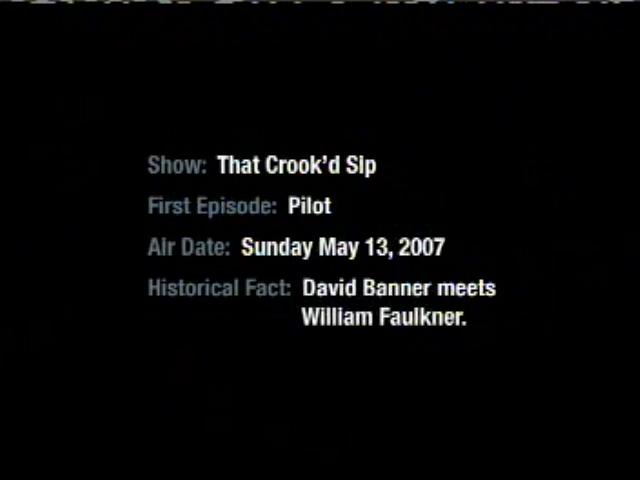 Show: That Crook'd Sip
First Episode: Pilot
Air Date: Sunday May 13, 2007
Historical Fact: David Banner meets
William Faulkner.